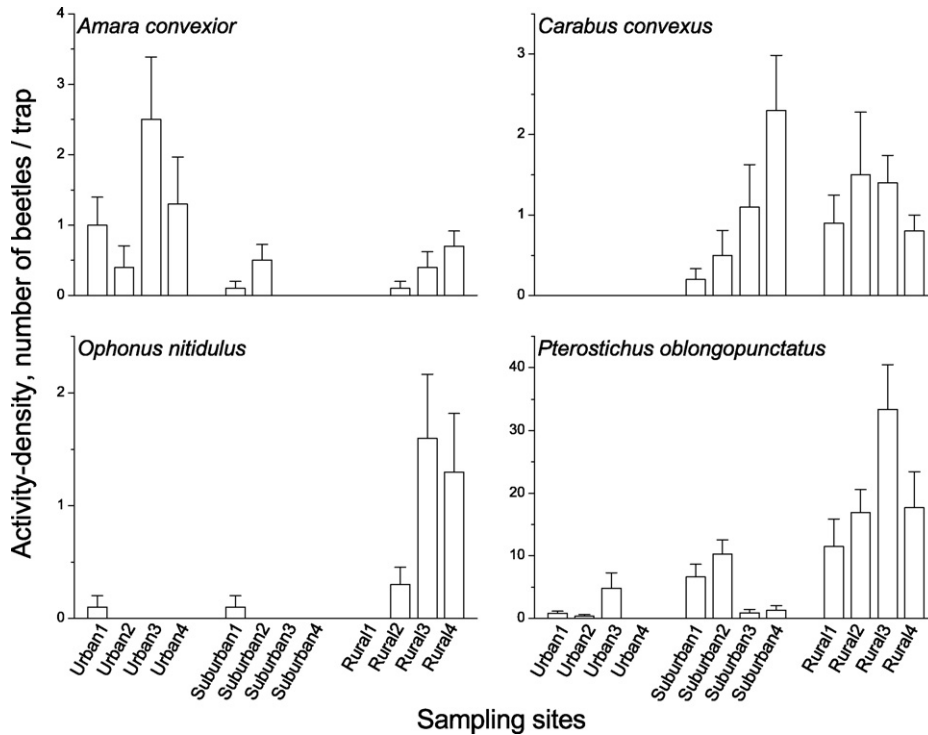 Activity-density, number of beetles / trap
Amara convexior
4
3
2
1
0
Carabus convexus
3
2
1
0
Ophonus nitidulus
2
1
0
Urban1
Urban2
Urban3
Urban4
Suburban1
Suburban2
Suburban3
Suburban4
Rural1
Rural2
Rural3
Rural4
Pterostichus oblongopunctatus
40
30
20
10
0
Urban1
Urban2
Urban3
Urban4
Suburban1
Suburban2
Suburban3
Suburban4
Rural1
Rural2
Rural3
Rural4
Sampling sites